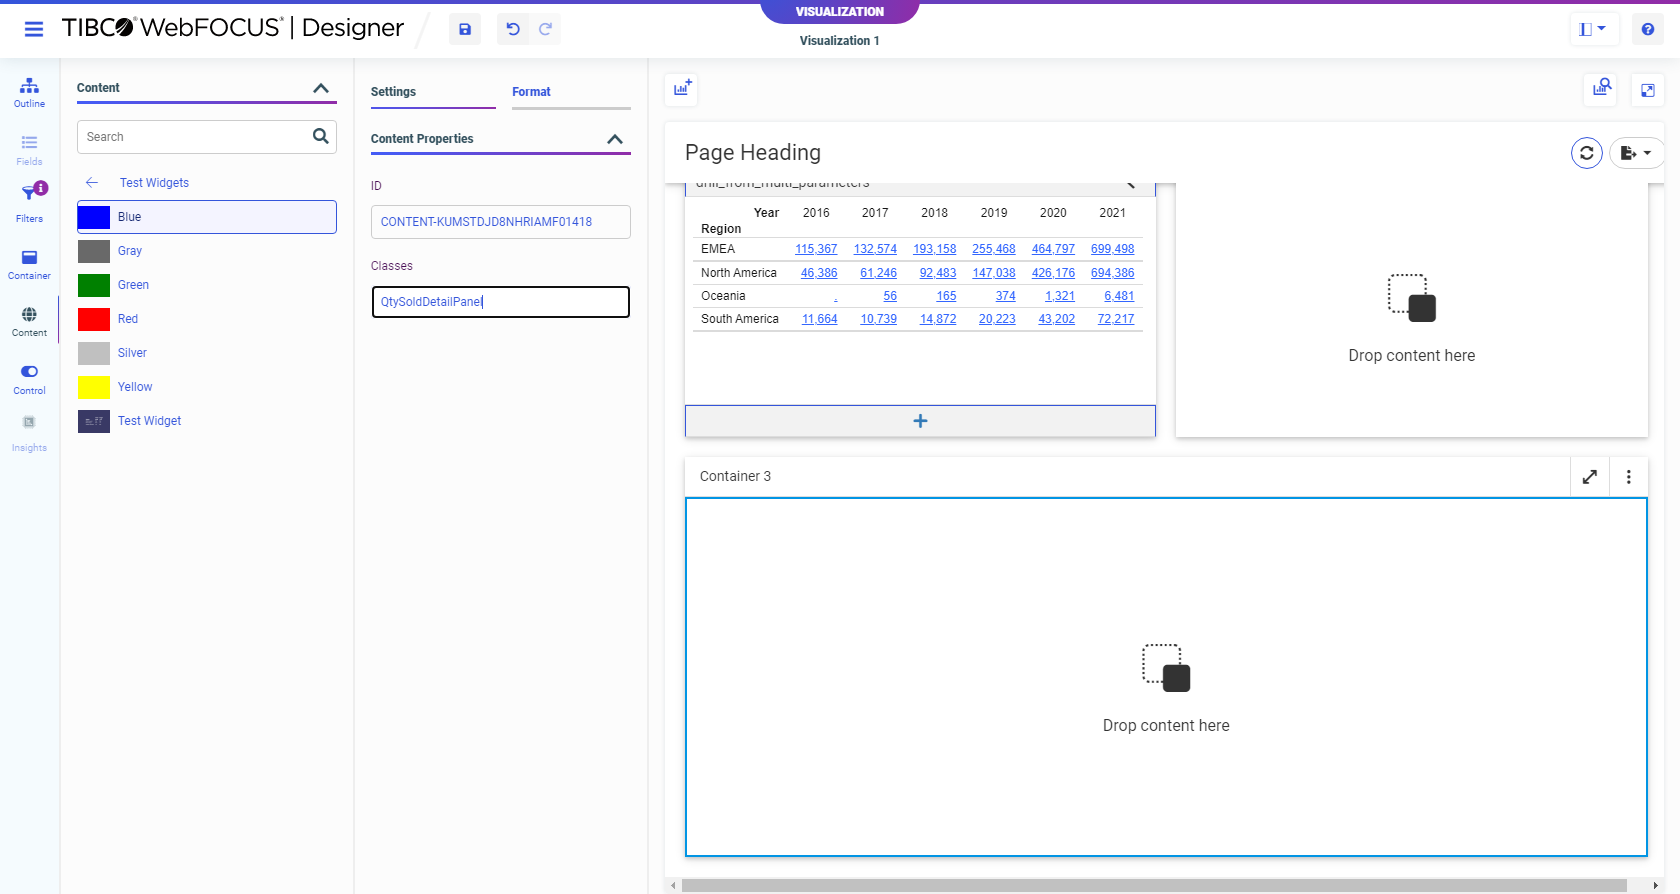 TIBCO® WebFOCUS® | Designer
VISUALIZATION
Visualization 1
Outline
Fields
Filters
Container
Content
Control
Insights
Content
Search
Test Widgets
Blue
Gray
Green
Red
Silver
Yellow
Test Widget
Settings Format
Content Properties
ID
CONTENT-KUMSTDJD8NHRIAMF01418
Classes
QtySoldDetailPanel
Page Heading
drill_from_multi_parameters
Year 2016 2017 2018 2019 2020 2021
Region
EMEA 115,367 132,574 193,158 255,468 464,797 699,498
North America 46,386 61,246 92,483 147,038 426,176 694,386
Oceania . 56 165 374 1,321 6,481
South America 11,664 10,739 14,872 20,223 43,202 72,217
Drop content here
Container 3
Drop content here